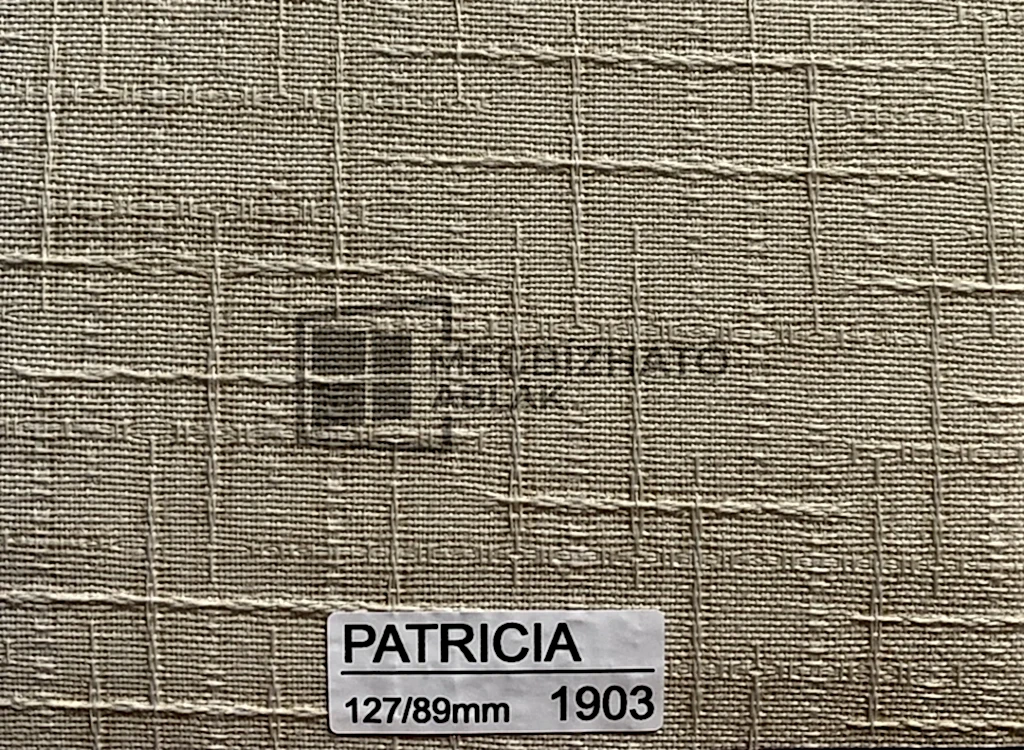 MEGBIZHATÓ
ABLAK
PATRICIA
127/89mm 1903